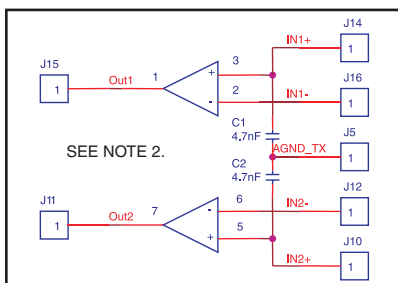 J14
IN1+
1
J15
Out1
1
1
3
+
2
-
IN1-
J16
1
C1
4.7nF
J5
AGND_TX
1
SEE NOTE 2.
C2
4.7nF
J12
IN2-
1
J11
Out2
1
7
6
-
5
+
J10
IN2+
1